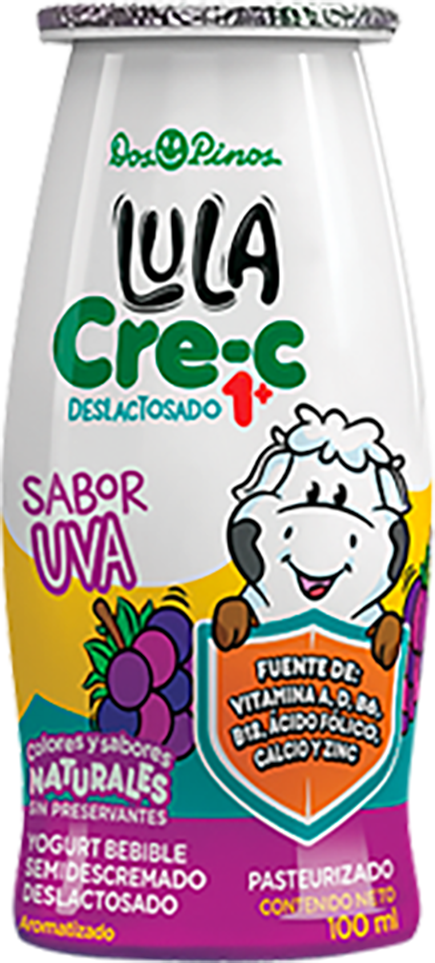 Dos Pinos
LULA
Cre-c
DESLACTOSADO 1+
SABOR
UVA
FUENTE DE:
VITAMINA A, D, B6,
B12, ÁCIDO FÓLICO,
CALCIO Y ZINC
Colores y sabores
NATURALES
SIN PRESERVANTES
YOGURT BEBIBLE
SEMIDESCREMADO
DESLACTOSADO
Aromatizado
PASTEURIZADO
CONTENIDO NETO
100 ml